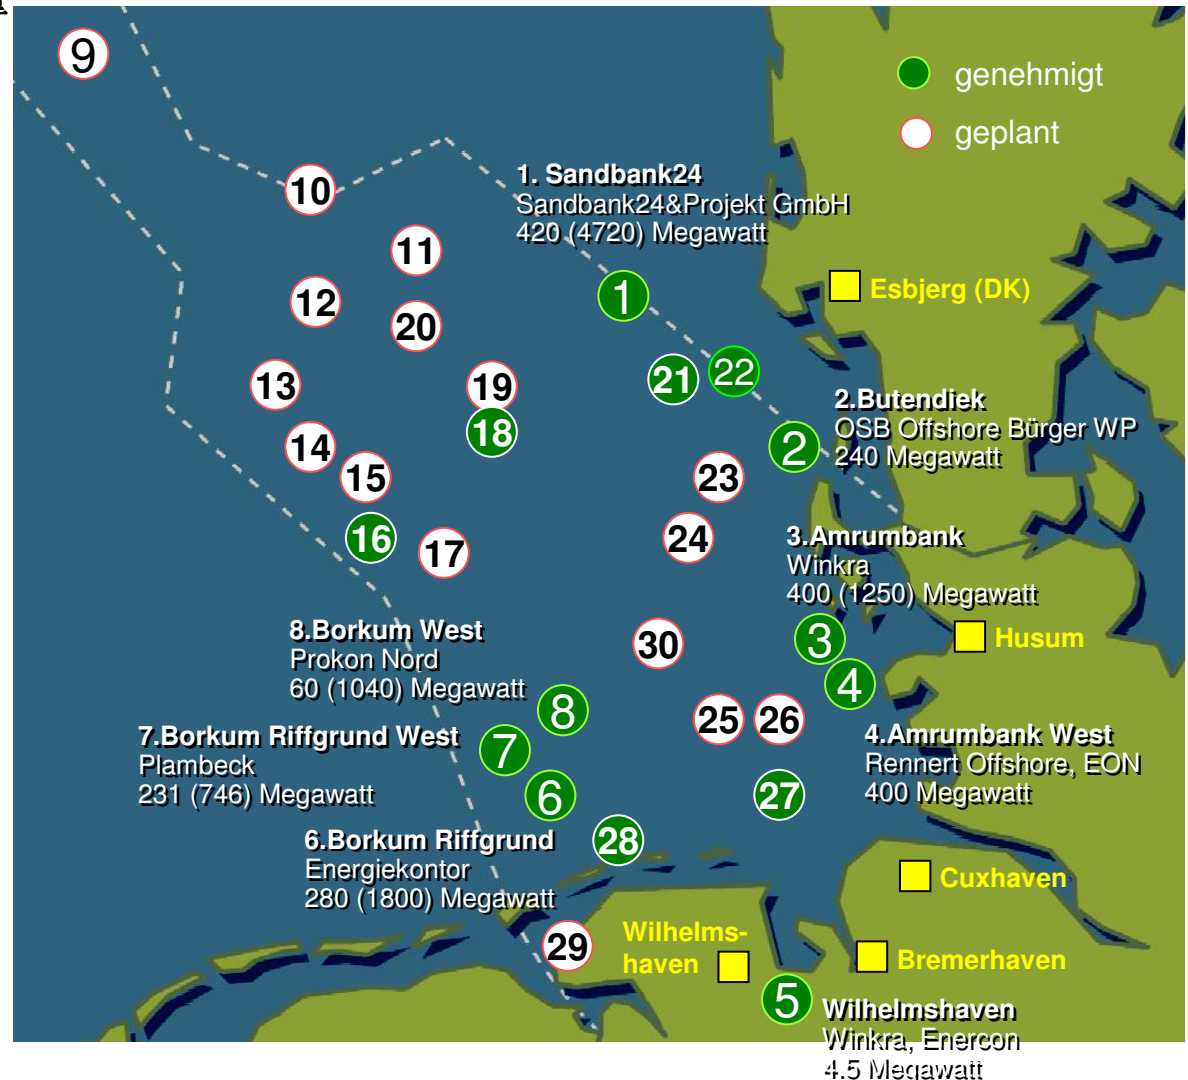 9
genehmigt
geplant
10
1. Sandbank24
Sandbank24&Projekt GmbH
420 (4720) Megawatt
11
12
1
Esbjerg (DK)
20
13
19
21
22
18
2.Butendiek
OSB Offshore Bürger WP
240 Megawatt
2
14
15
23
16
17
24
3.Amrumbank
Winkra
400 (1250) Megawatt
8.Borkum West
Prokon Nord
60 (1040) Megawatt
30
3
Husum
4
8
25
26
7.Borkum Riffgrund West
Plambeck
231 (746) Megawatt
7
4.Amrumbank West
Rennert Offshore, EON
400 Megawatt
6
27
6.Borkum Riffgrund
Energiekontor
280 (1800) Megawatt
28
Cuxhaven
29
Wilhelms-
haven
Bremerhaven
5
Wilhelmshaven
Winkra, Enercon
4.5 Megawatt